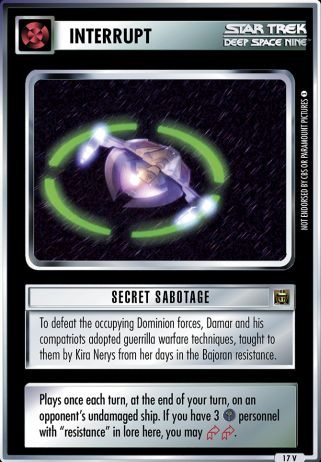 INTERRUPT
STAR TREK
DEEP SPACE NINE™
NOT ENDORSED BY CBS OR PARAMOUNT PICTURES
SECRET SABOTAGE
To defeat the occupying Dominion forces, Damar and his
compatriots adopted guerrilla warfare techniques, taught to
them by Kira Nerys from her days in the Bajoran resistance.
Plays once each turn, at the end of your turn, on an
opponent's undamaged ship. If you have 3 personnel
with "resistance" in lore here, you may .
17 V